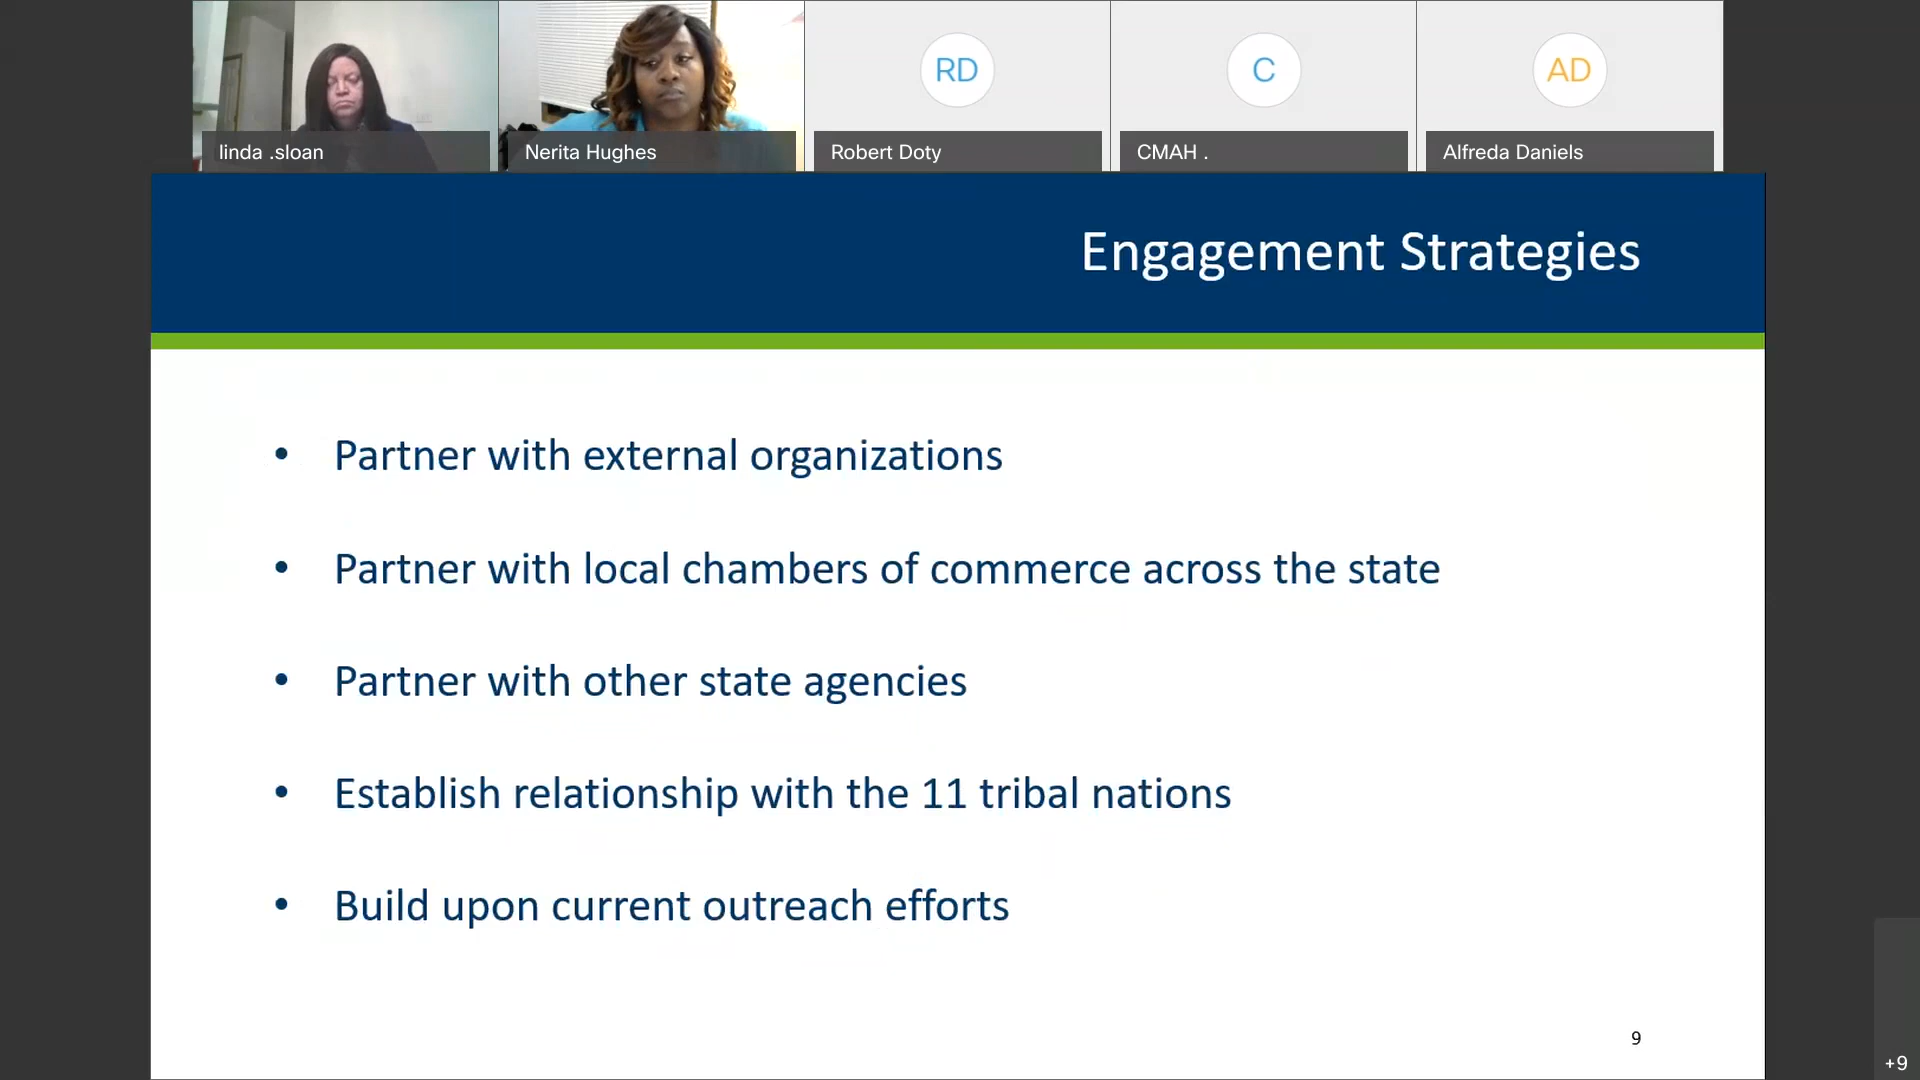 linda .sloan
Nerita Hughes
RD
Robert Doty
C
CMAH .
AD
Alfreda Daniels
Engagement Strategies
• Partner with external organizations
• Partner with local chambers of commerce across the state
• Partner with other state agencies
• Establish relationship with the 11 tribal nations
• Build upon current outreach efforts
9
+9